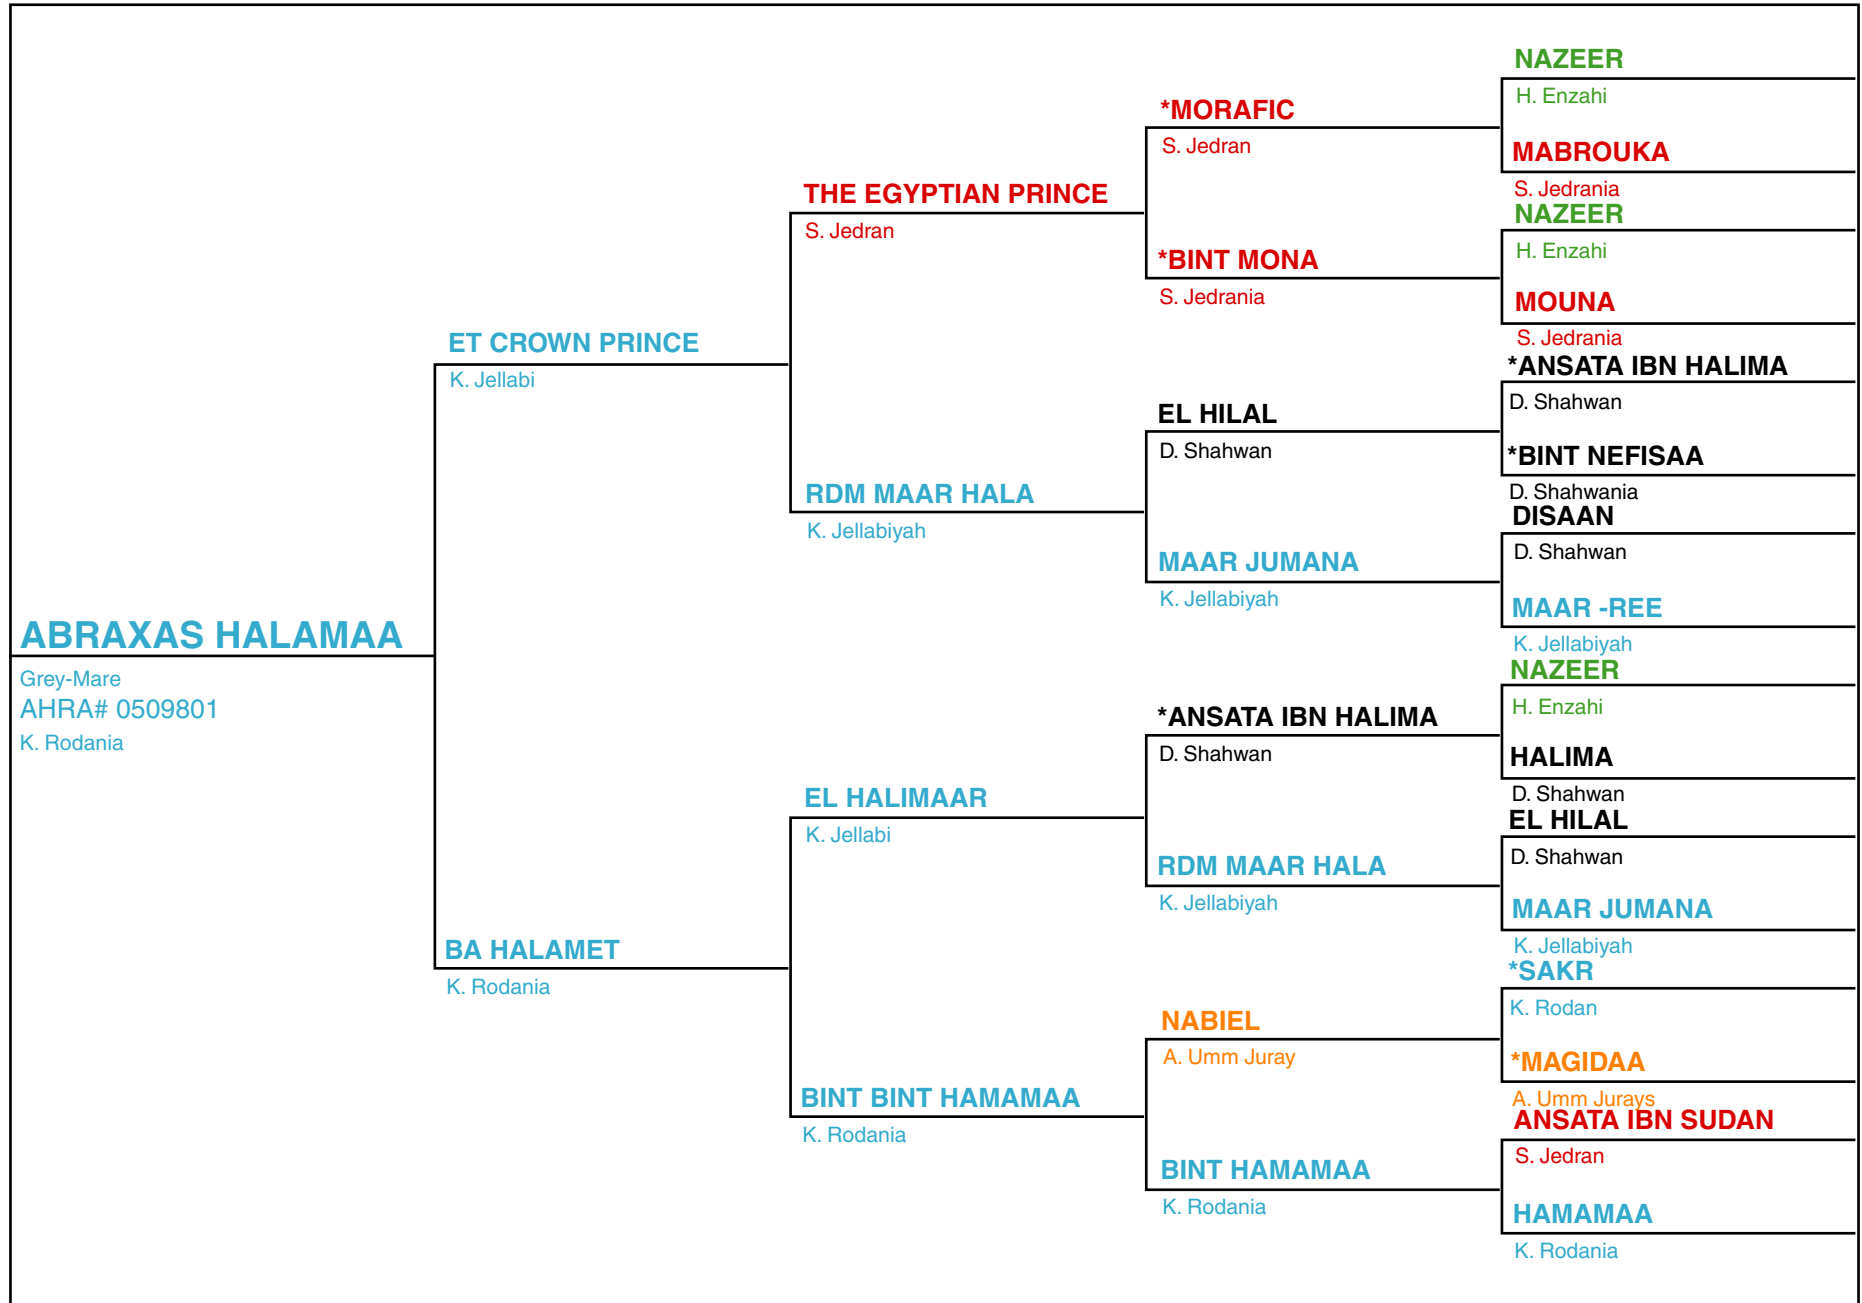 NAZEER
H. Enzahi
*MORAFIC
S. Jedran
MABROUKA
S. Jedrania
THE EGYPTIAN PRINCE
S. Jedran
NAZEER
H. Enzahi
*BINT MONA
S. Jedrania
MOUNA
S. Jedrania
ET CROWN PRINCE
K. Jellabi
*ANSATA IBN HALIMA
D. Shahwan
EL HILAL
D. Shahwan
*BINT NEFISAA
D. Shahwania
RDM MAAR HALA
K. Jellabiyah
DISAAN
D. Shahwan
MAAR JUMANA
K. Jellabiyah
MAAR -REE
K. Jellabiyah
ABRAXAS HALAMAA
Grey-Mare
AHRA# 0509801
K. Rodania
NAZEER
H. Enzahi
*ANSATA IBN HALIMA
D. Shahwan
HALIMA
D. Shahwan
EL HALIMAAR
K. Jellabi
EL HILAL
D. Shahwan
RDM MAAR HALA
K. Jellabiyah
MAAR JUMANA
K. Jellabiyah
BA HALAMET
K. Rodania
*SAKR
K. Rodan
NABIEL
A. Umm Juray
*MAGIDAA
A. Umm Jurays
BINT BINT HAMAMAA
K. Rodania
ANSATA IBN SUDAN
S. Jedran
BINT HAMAMAA
K. Rodania
HAMAMAA
K. Rodania